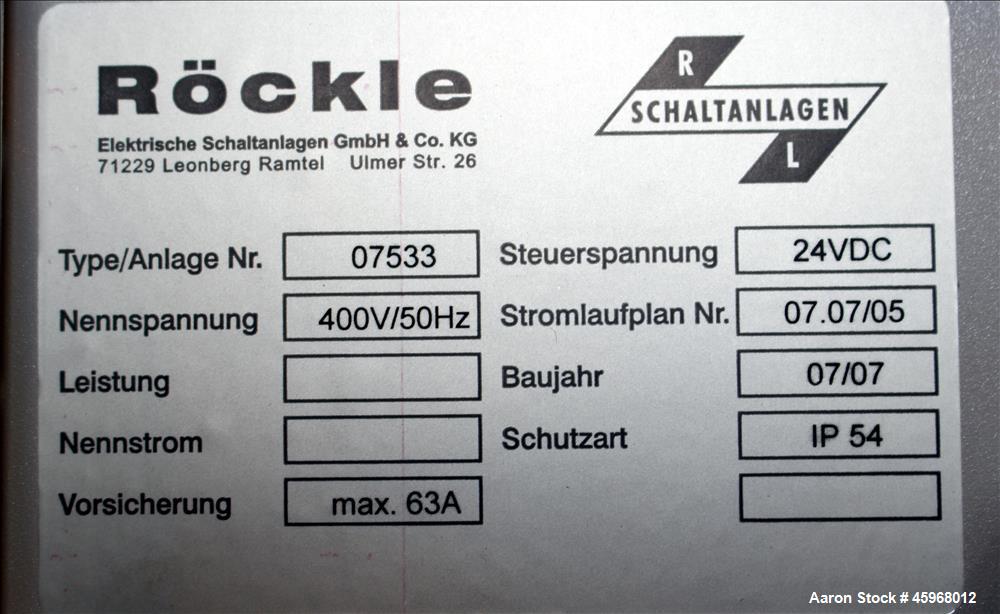 Röckle
Elektrische Schaltanlagen GmbH & Co. KG
71229 Leonberg Ramtel Ulmer Str. 26
R
SCHALTANLAGEN
L
Type/Anlage Nr. 07533
Nennspannung 400V/50Hz
Leistung
Nennstrom
Vorsicherung max. 63A
Steuerspannung 24VDC
Stromlaufplan Nr. 07.07/05
Baujahr 07/07
Schutzart IP 54
Aaron Stock # 45968012